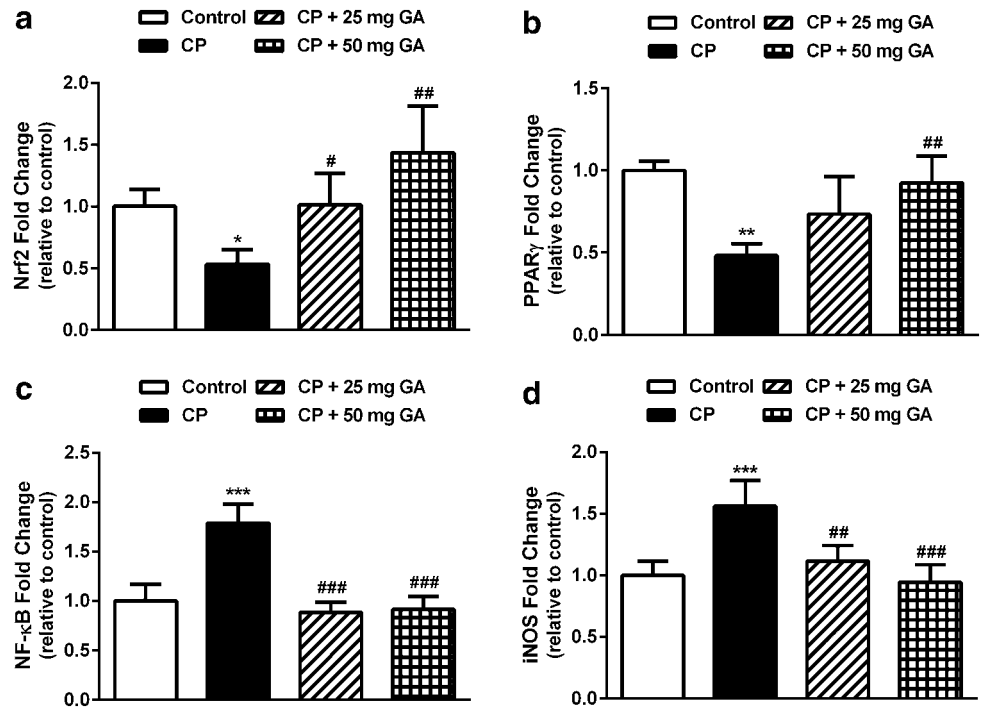 a
Control CP + 25 mg GA
CP CP + 50 mg GA
Nrf2 Fold Change
(relative to control)
2.0
1.5
1.0
0.5
0.0
*
#
##
b
Control CP + 25 mg GA
CP CP + 50 mg GA
PPARγ Fold Change
(relative to control)
1.5
1.0
0.5
0.0
**
##
c
Control CP + 25 mg GA
CP CP + 50 mg GA
NF-κB Fold Change
(relative to control)
2.5
2.0
1.5
1.0
0.5
0.0
***
###
###
d
Control CP + 25 mg GA
CP CP + 50 mg GA
iNOS Fold Change
(relative to control)
2.0
1.5
1.0
0.5
0.0
***
##
###